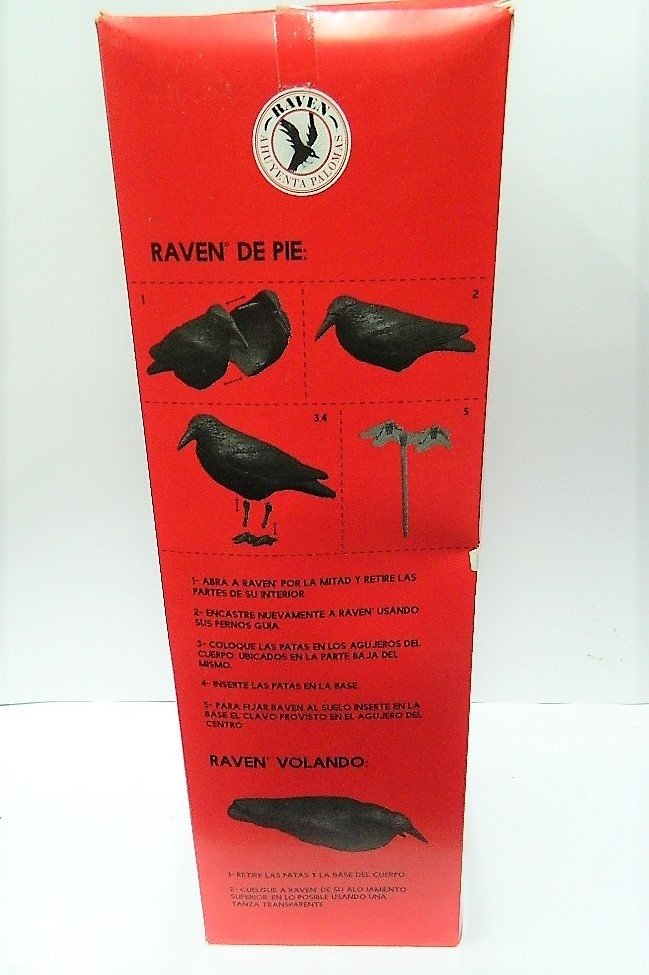 RAVEN
AHUYENTA PALOMAS
RAVEN® DE PIE:
1
2
3.4
5
1- ABRA A RAVEN® POR LA MITAD Y RETIRE LAS
PARTES DE SU INTERIOR.
2- ENCASTRE NUEVAMENTE A RAVEN® USANDO
SUS PERNOS GUIA.
3- COLOQUE LAS PATAS EN LOS AGUJEROS DEL
CUERPO, UBICADOS EN LA PARTE BAJA DEL
MISMO.
4- INSERTE LAS PATAS EN LA BASE.
5- PARA FIJAR RAVEN AL SUELO INSERTE EN LA
BASE EL CLAVO PROVISTO EN EL AGUJERO DEL
CENTRO
RAVEN® VOLANDO:
1- RETIRE LAS PATAS Y LA BASE DEL CUERPO.
2- CUELGUE A RAVEN® DE SU ALOJAMIENTO
SUPERIOR, EN LO POSIBLE USANDO UNA
TANZA TRANSPARENTE